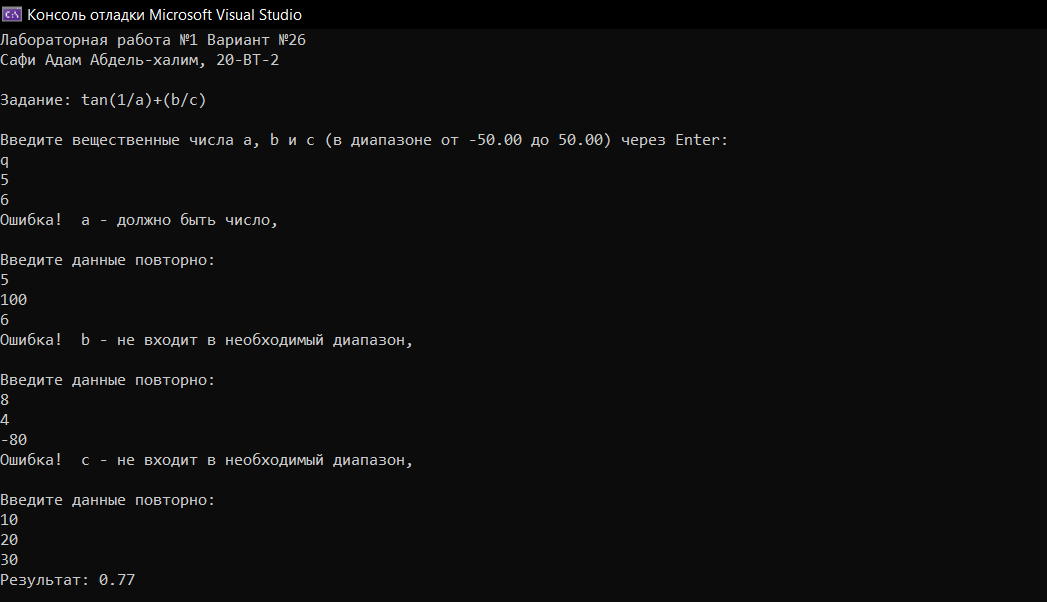 Консоль отладки Microsoft Visual Studio
Лабораторная работа №1 Вариант №26
Сафи Адам Абдель-халим, 20-ВТ-2
Задание: tan(1/a)+(b/c)
Введите вещественные числа a, b и c (в диапазоне от -50.00 до 50.00) через Enter:
q
5
6
Ошибка!  a - должно быть число,
Введите данные повторно:
5
100
6
Ошибка!  b - не входит в необходимый диапазон,
Введите данные повторно:
8
4
-80
Ошибка!  c - не входит в необходимый диапазон,
Введите данные повторно:
10
20
30
Результат: 0.77